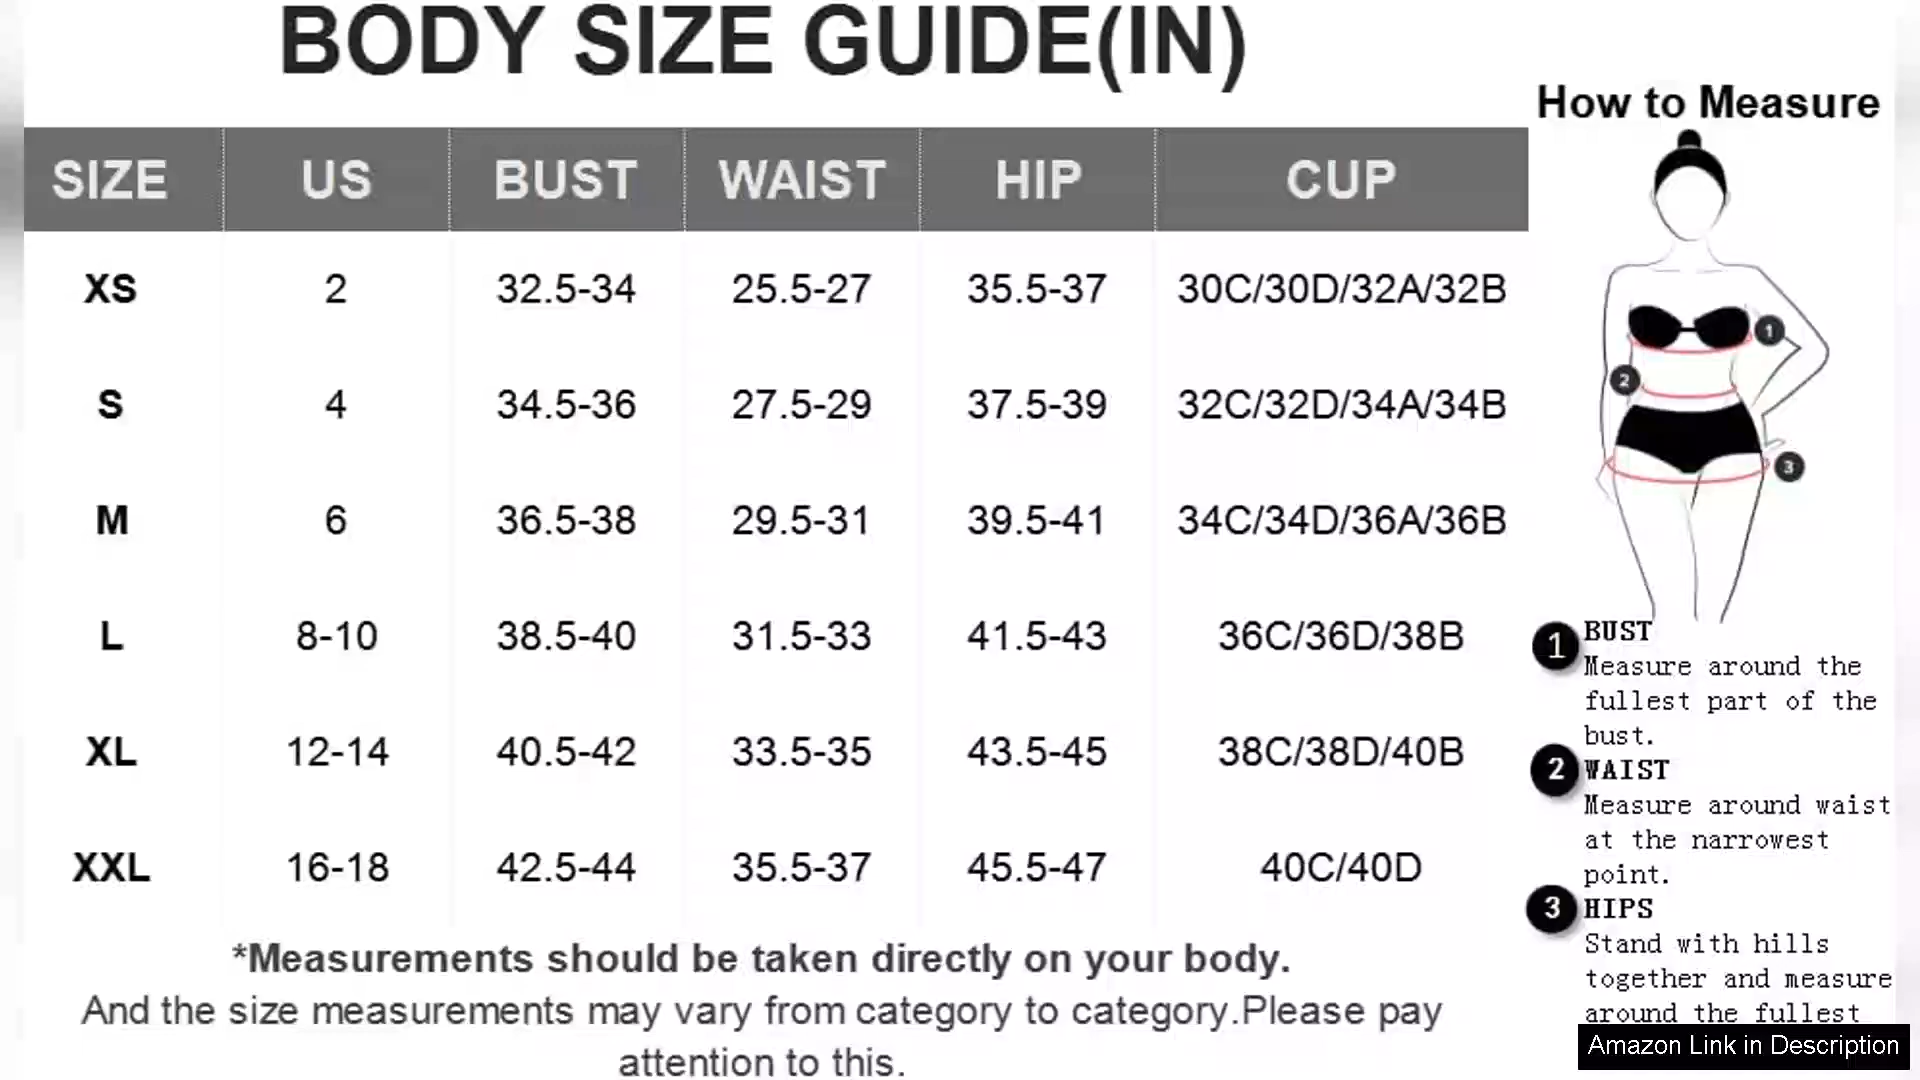 BODY SIZE GUIDE(IN)
How to Measure
SIZE US BUST WAIST HIP CUP
XS 2 32.5-34 25.5-27 35.5-37 30C/30D/32A/32B
S 4 34.5-36 27.5-29 37.5-39 32C/32D/34A/34B
M 6 36.5-38 29.5-31 39.5-41 34C/34D/36A/36B
L 8-10 38.5-40 31.5-33 41.5-43 36C/36D/38B
XL 12-14 40.5-42 33.5-35 43.5-45 38C/38D/40B
XXL 16-18 42.5-44 35.5-37 45.5-47 40C/40D
*Measurements should be taken directly on your body.
And the size measurements may vary from category to category.Please pay
attention to this.
1
2
3
1 BUST
Measure around the
fullest part of the
bust.
2 WAIST
Measure around waist
at the narrowest
point.
3 HIPS
Stand with hills
together and measure
around the fullest
Amazon Link in Description